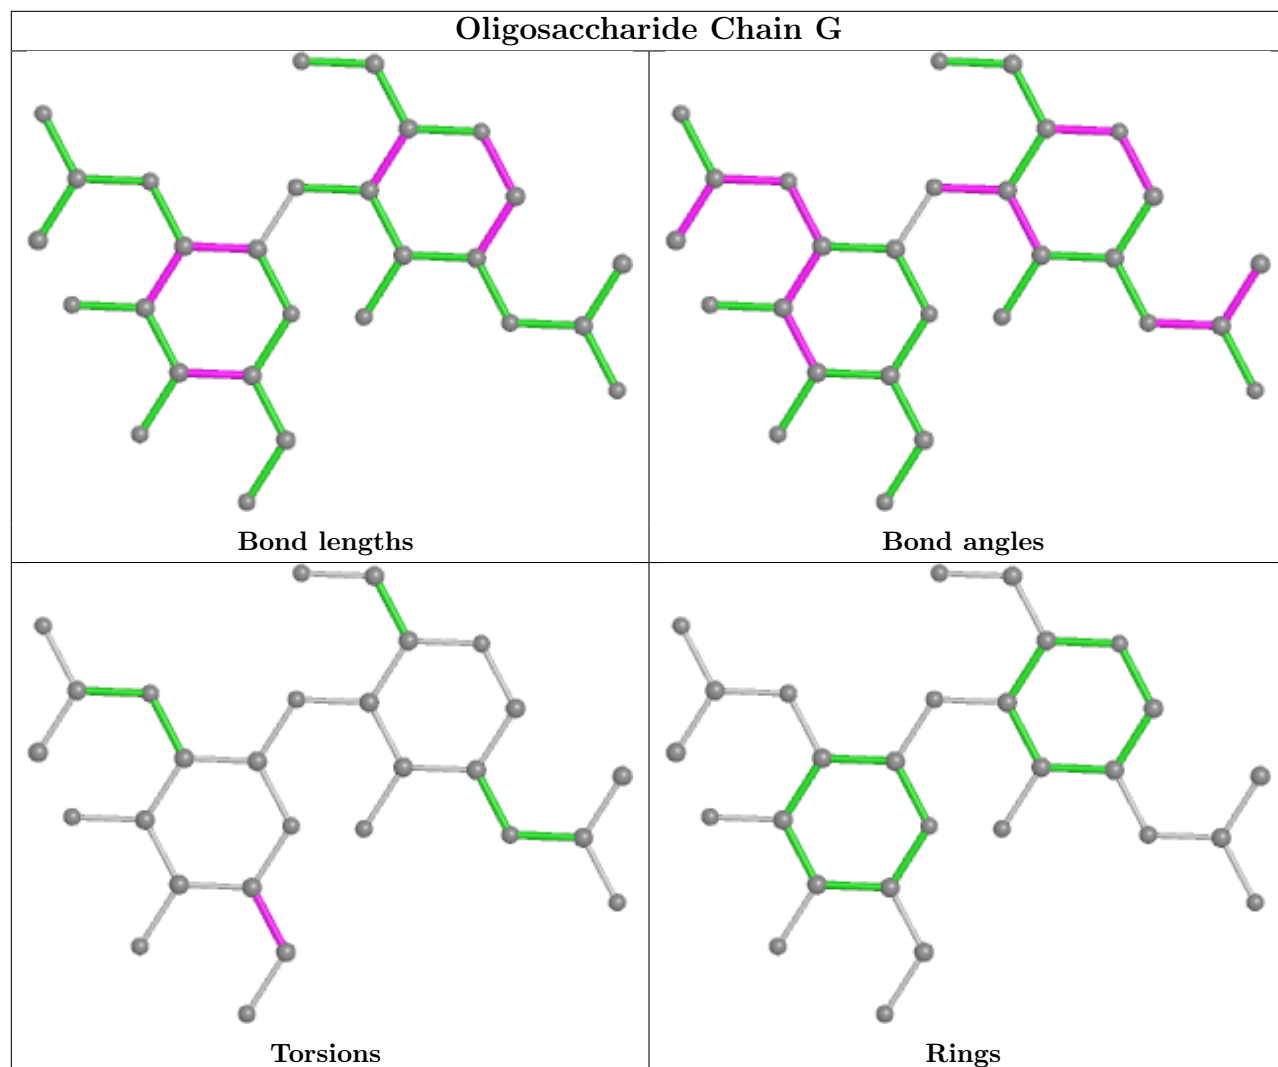 Oligosaccharide Chain G
Bond lengths
Bond angles
Torsions
Rings